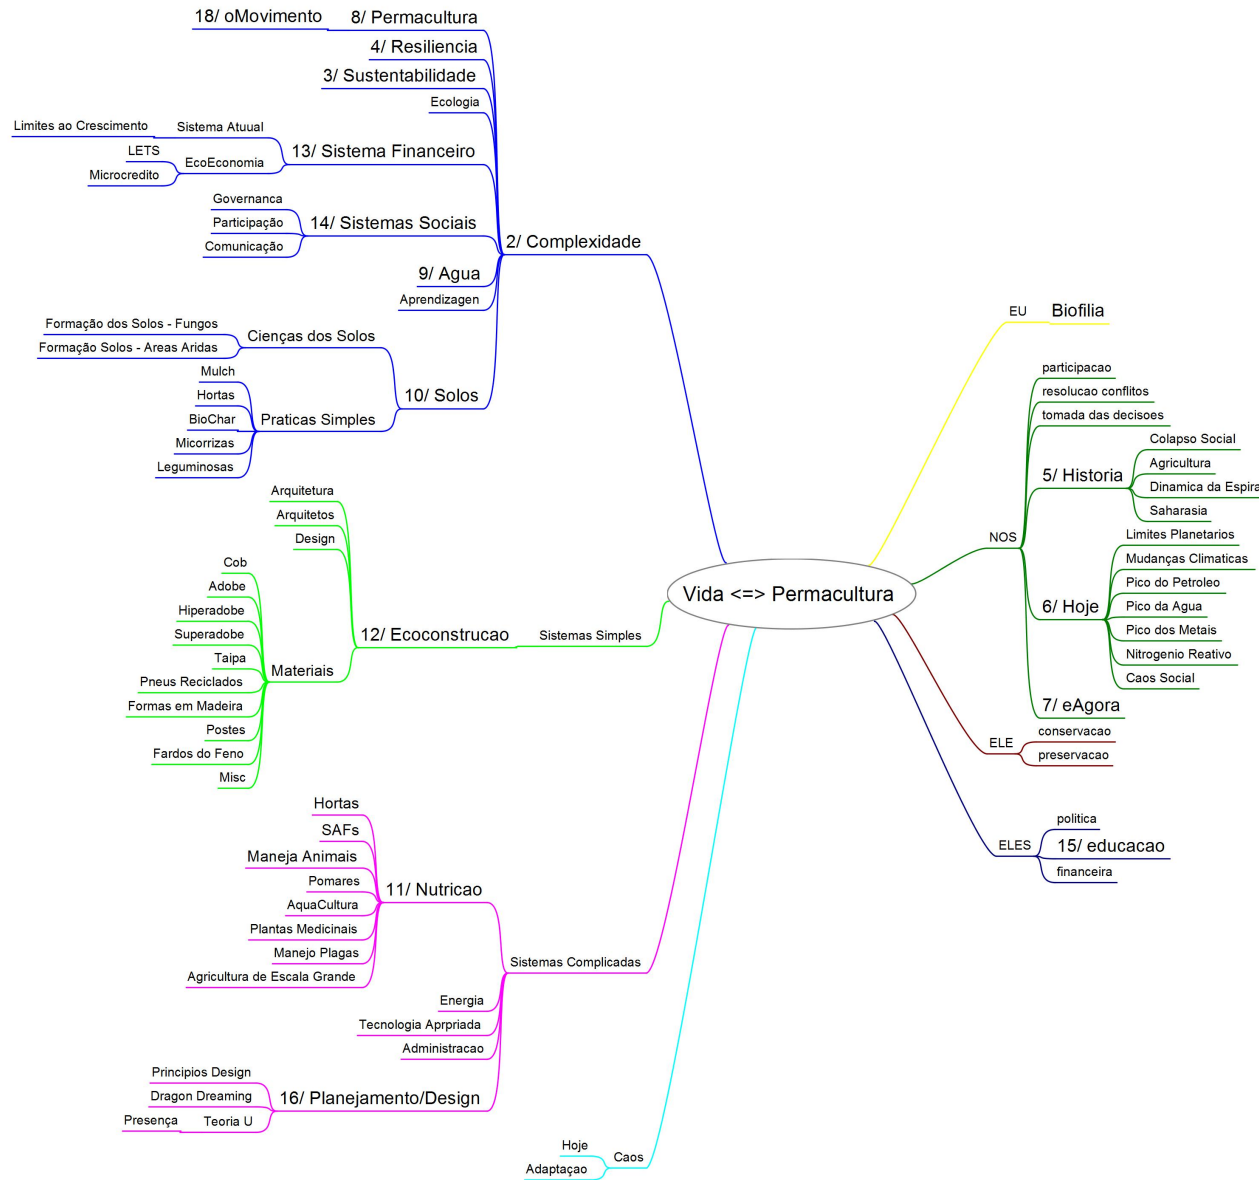 18/ oMovimento
8/ Permacultura
4/ Resiliencia
3/ Sustentabilidade
Ecologia
Limites ao Crescimento
Sistema Atuual
LETS
Microcredito
EcoEconomia
13/ Sistema Financeiro
Governanca
Participação
Comunicação
14/ Sistemas Sociais
2/ Complexidade
9/ Agua
Aprendizagen
Formação dos Solos - Fungos
Formação Solos - Areas Aridas
Cienças dos Solos
Mulch
Hortas
BioChar
Micorrizas
Leguminosas
Praticas Simples
10/ Solos
Arquitetura
Arquitetos
Design
Cob
Adobe
Hiperadobe
Superadobe
Taipa
Pneus Reciclados
Formas em Madeira
Postes
Fardos do Feno
Misc
Materiais
12/ Ecoconstrucao
Sistemas Simples
Vida <=> Permacultura
Hortas
SAFs
Maneja Animais
Pomares
AquaCultura
Plantas Medicinais
Manejo Plagas
Agricultura de Escala Grande
11/ Nutricao
Sistemas Complicadas
Energia
Tecnologia Aprpriada
Administracao
Principios Design
Dragon Dreaming
Presença
Teoria U
16/ Planejamento/Design
Hoje
Adaptaçao
Caos
EU
Biofilia
participacao
resolucao conflitos
tomada das decisoes
5/ Historia
Colapso Social
Agricultura
Dinamica da Espira
Saharasia
NOS
6/ Hoje
Limites Planetarios
Mudanças Climaticas
Pico do Petroleo
Pico da Agua
Pico dos Metais
Nitrogenio Reativo
Caos Social
7/ eAgora
ELE
conservacao
preservacao
ELES
politica
15/ educacao
financeira